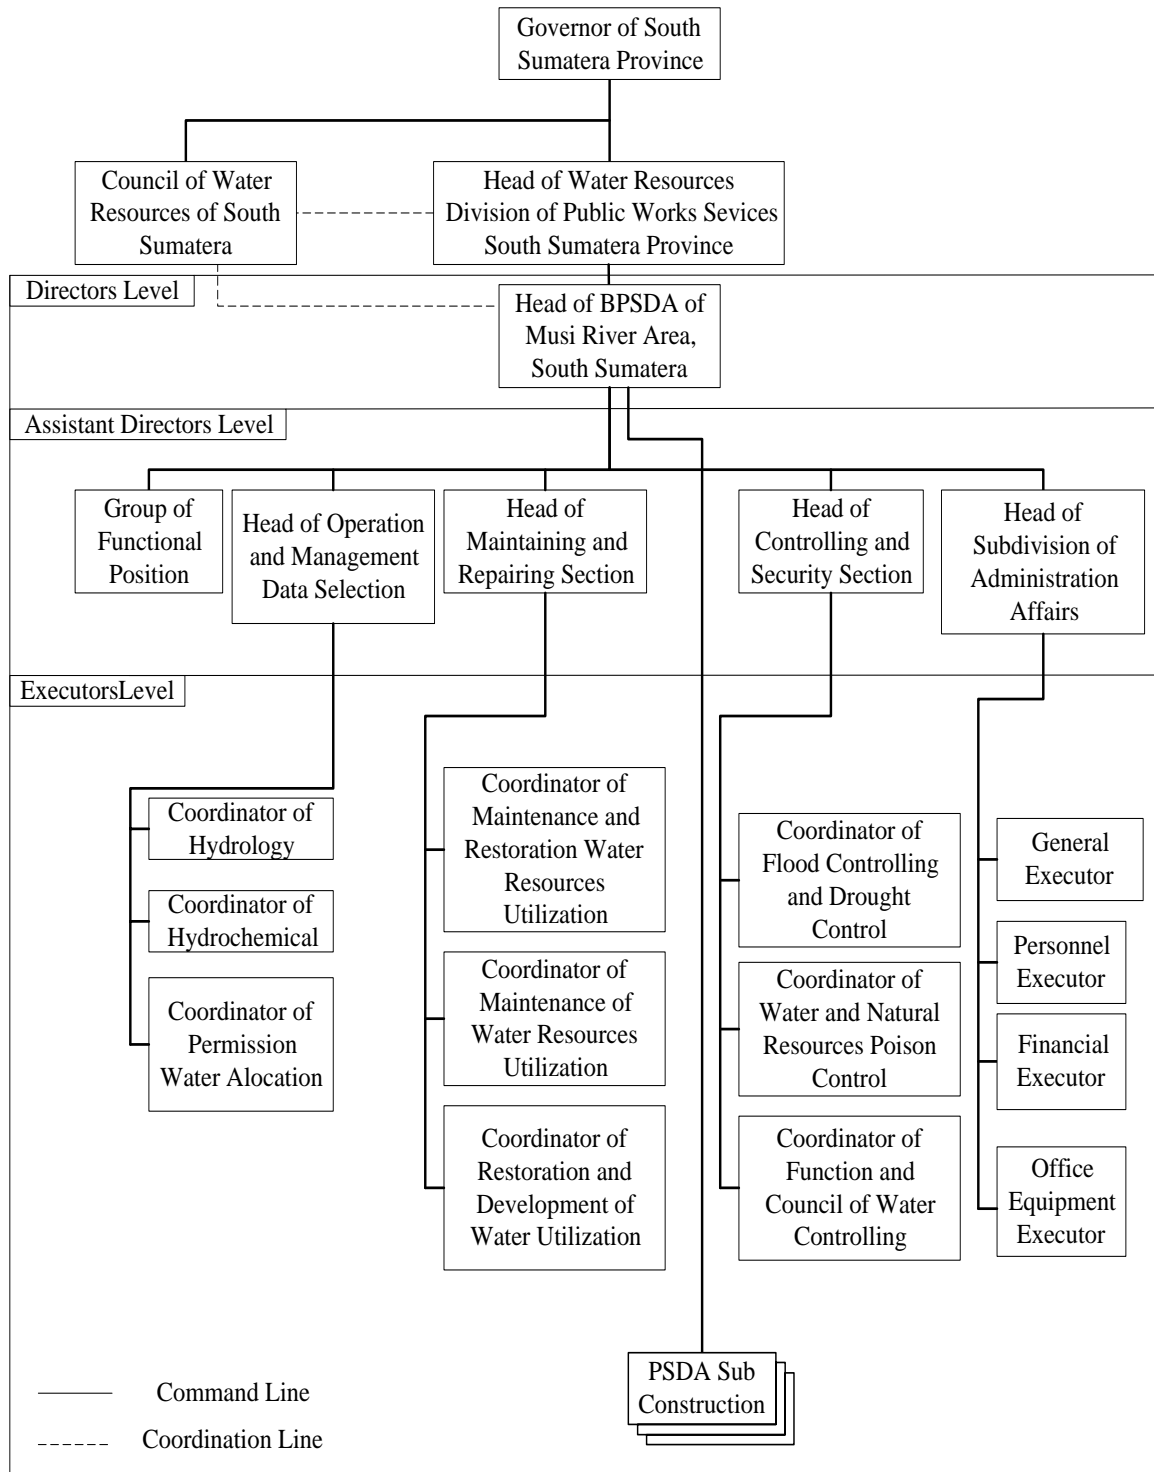 Governor of South
Sumatera Province
Council of Water
Resources of South
Sumatera
Head of Water Resources
Division of Public Works Sevices
South Sumatera Province
Directors Level
Head of BPSDA of
Musi River Area,
South Sumatera
Assistant Directors Level
Group of
Functional
Position
Head of Operation
and Management
Data Selection
Head of
Maintaining and
Repairing Section
Head of
Controlling and
Security Section
Head of
Subdivision of
Administration
Affairs
ExecutorsLevel
Coordinator of
Hydrology
Coordinator of
Hydrochemical
Coordinator of
Permission
Water Alocation
Coordinator of
Maintenance and
Restoration Water
Resources
Utilization
Coordinator of
Maintenance of
Water Resources
Utilization
Coordinator of
Restoration and
Development of
Water Utilization
Coordinator of
Flood Controlling
and Drought
Control
Coordinator of
Water and Natural
Resources Poison
Control
Coordinator of
Function and
Council of Water
Controlling
General
Executor
Personnel
Executor
Financial
Executor
Office
Equipment
Executor
PSDA Sub
Construction
Command Line
Coordination Line